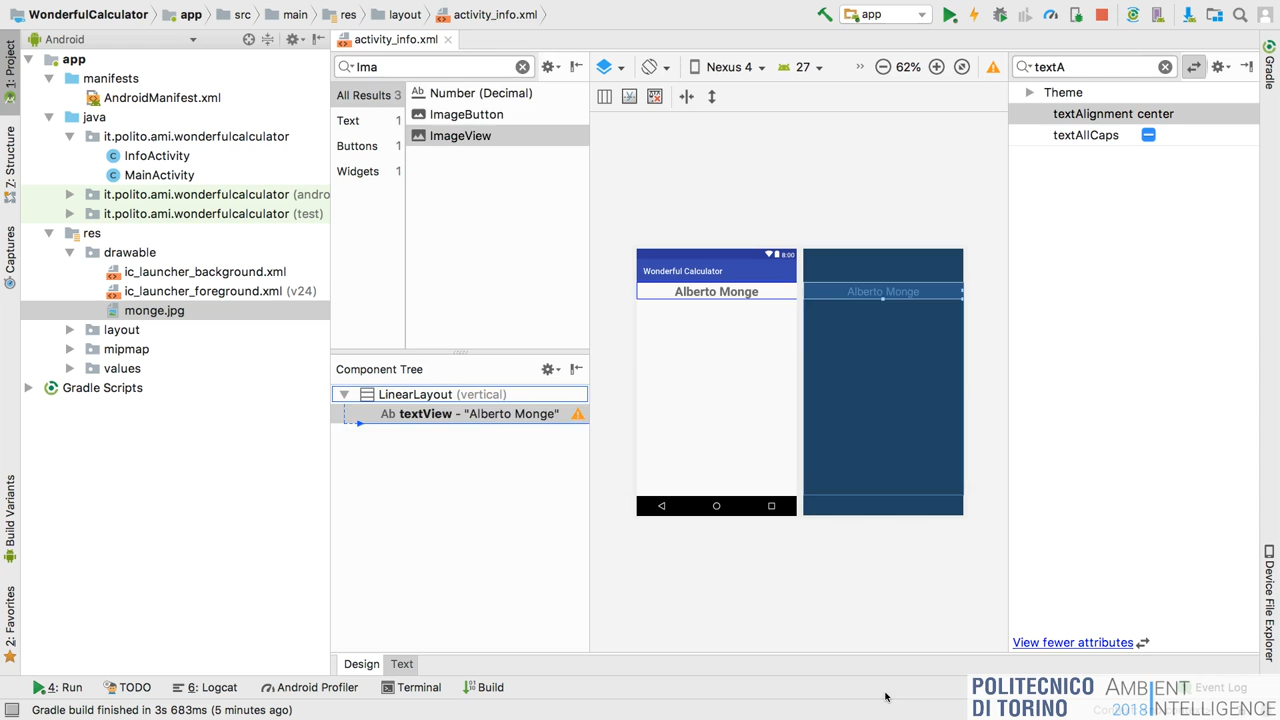 WonderfulCalculator
app
src
main
res
layout
activity_info.xml
app
Android
activity_info.xml
1: Project
Z: Structure
Captures
Build Variants
2: Favorites
app
manifests
AndroidManifest.xml
java
it.polito.ami.wonderfulcalculator
InfoActivity
MainActivity
it.polito.ami.wonderfulcalculator (andro
it.polito.ami.wonderfulcalculator (test)
res
drawable
ic_launcher_background.xml
ic_launcher_foreground.xml (v24)
monge.jpg
layout
mipmap
values
Gradle Scripts
Ima
All Results 3
Text 1
Buttons 1
Widgets 1
Ab Number (Decimal)
ImageButton
ImageView
Component Tree
LinearLayout (vertical)
Ab textView - "Alberto Monge"
Nexus 4
27
»
62%
8:00
Wonderful Calculator
Alberto Monge
Alberto Monge
textA
Theme
textAlignment center
textAllCaps
View fewer attributes
Gradle
Device File Explorer
Design Text
4: Run
TODO
6: Logcat
Android Profiler
Terminal
Build
Event Log
Gradle build finished in 3s 683ms (5 minutes ago)
POLITECNICO
DI TORINO
AMBIENT
2018 INTELLIGENCE